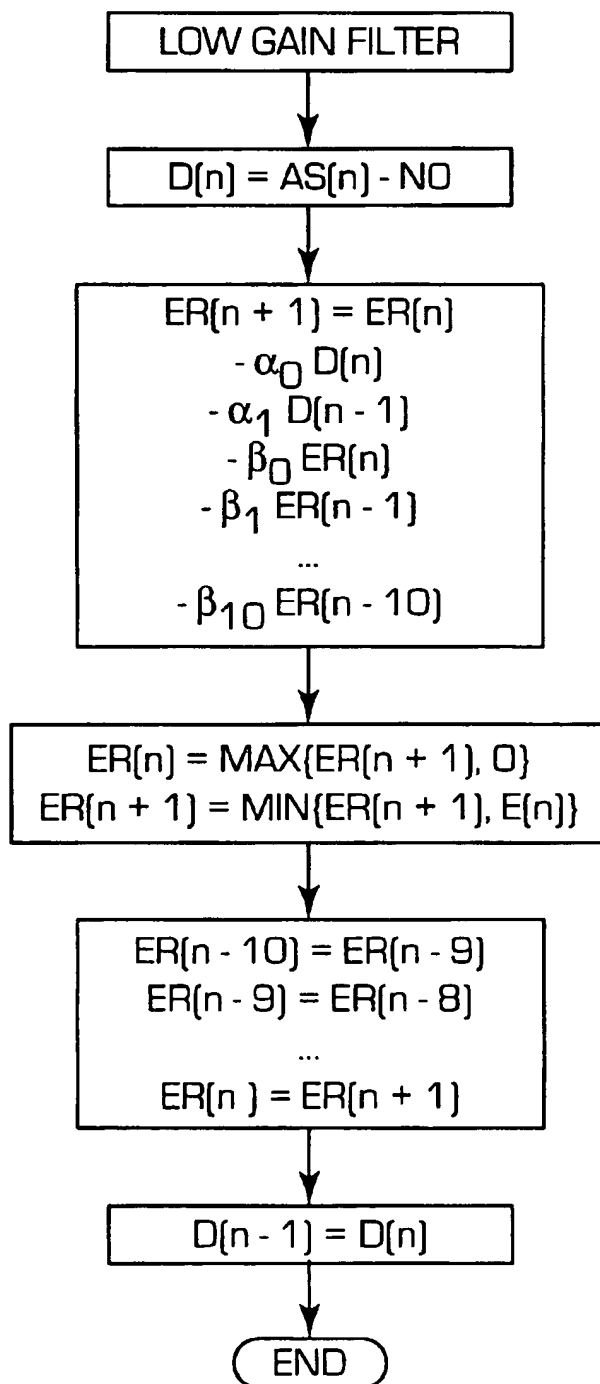 LOW GAIN FILTER
D(n) = AS(n) - NO
ER(n + 1) = ER(n)
- α0 D(n)
- α1 D(n - 1)
- β0 ER(n)
- β1 ER(n - 1)
...
- β10 ER(n - 10)
ER(n) = MAX{ER(n + 1), 0}
ER(n + 1) = MIN{ER(n + 1), E(n)}
ER(n - 10) = ER(n - 9)
ER(n - 9) = ER(n - 8)
...
ER(n ) = ER(n + 1)
D(n - 1) = D(n)
END